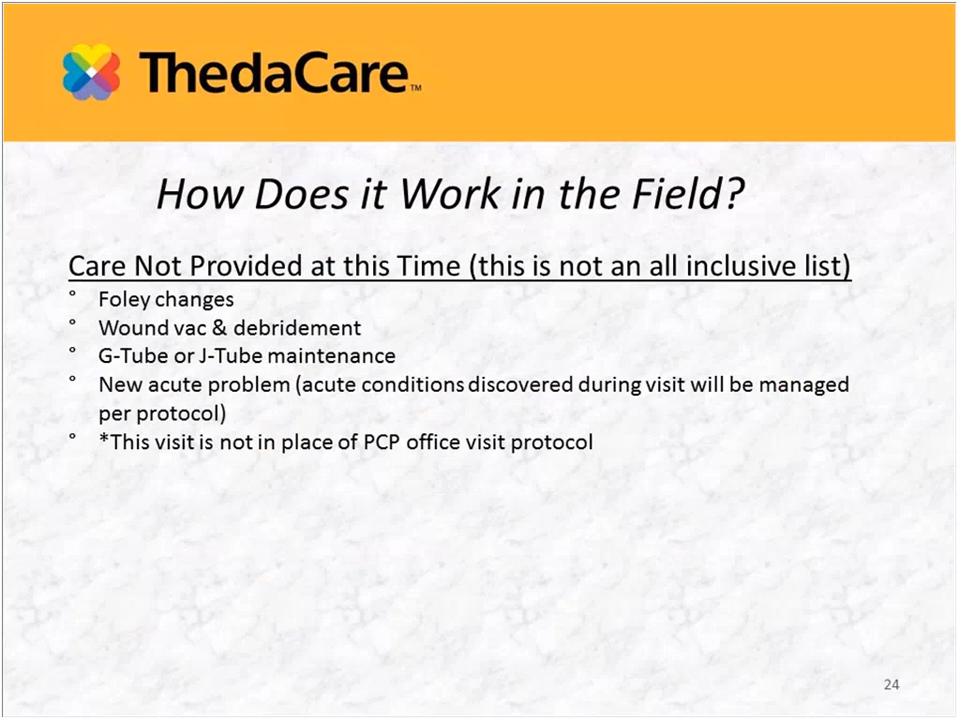 ThedaCare™
How Does it Work in the Field?
Care Not Provided at this Time (this is not an all inclusive list)
° Foley changes
° Wound vac & debridement
° G-Tube or J-Tube maintenance
° New acute problem (acute conditions discovered during visit will be managed
per protocol)
° *This visit is not in place of PCP office visit protocol
24